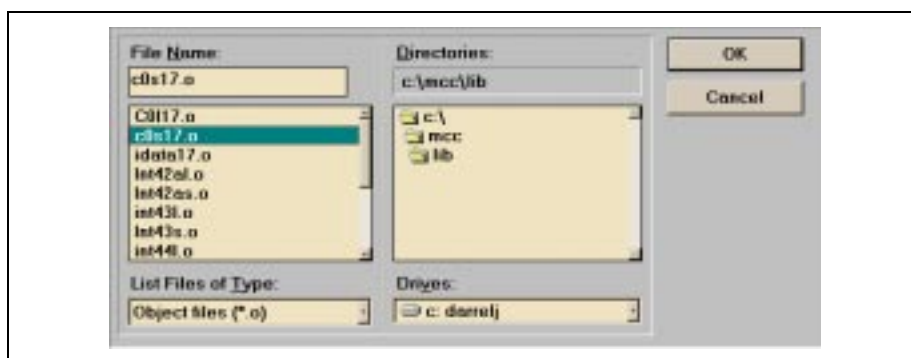 File Name:
c0s17.o
C0l17.o
c0s17.o
idata17.o
Int42al.o
Int42as.o
int43l.o
Int43s.o
int44l.o
List Files of Type:
Object files (*.o)
Directories:
c:\mcc\lib
c:\
mcc
lib
Drives:
c: darrelj
OK
Cancel